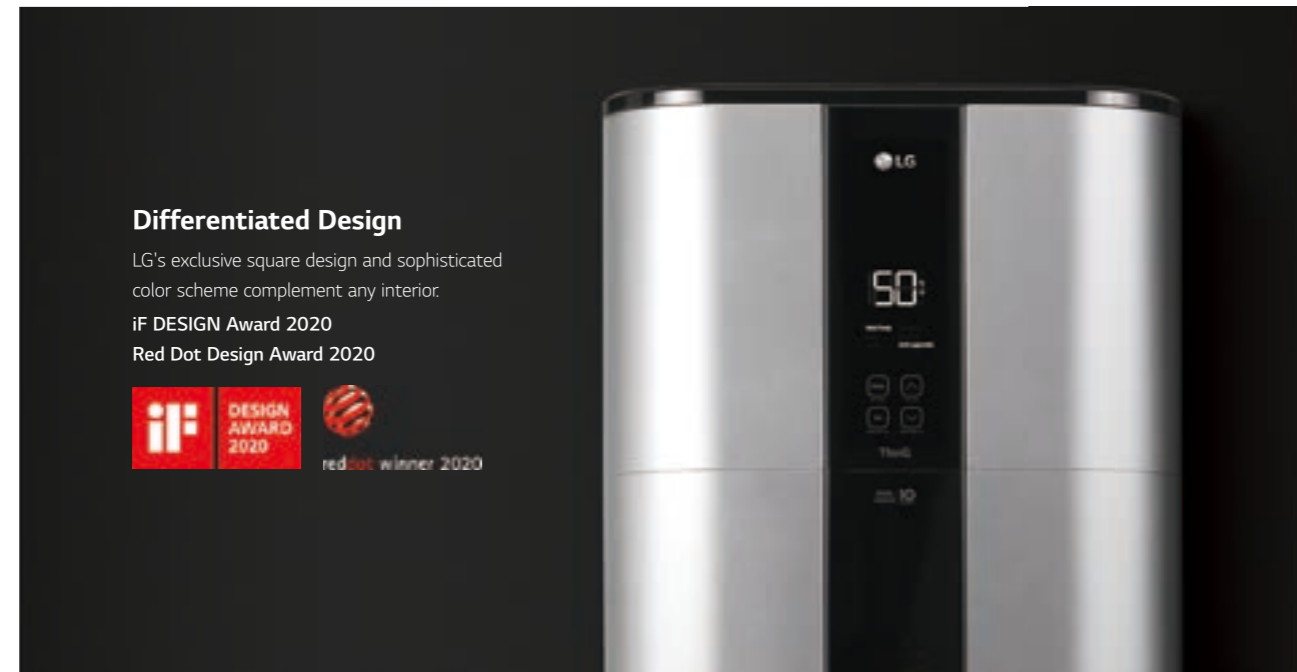 Differentiated Design
LG's exclusive square design and sophisticated
color scheme complement any interior.
iF DESIGN Award 2020
Red Dot Design Award 2020
iF
DESIGN
AWARD
2020
reddot winner 2020
LG
50
ThinQ
10